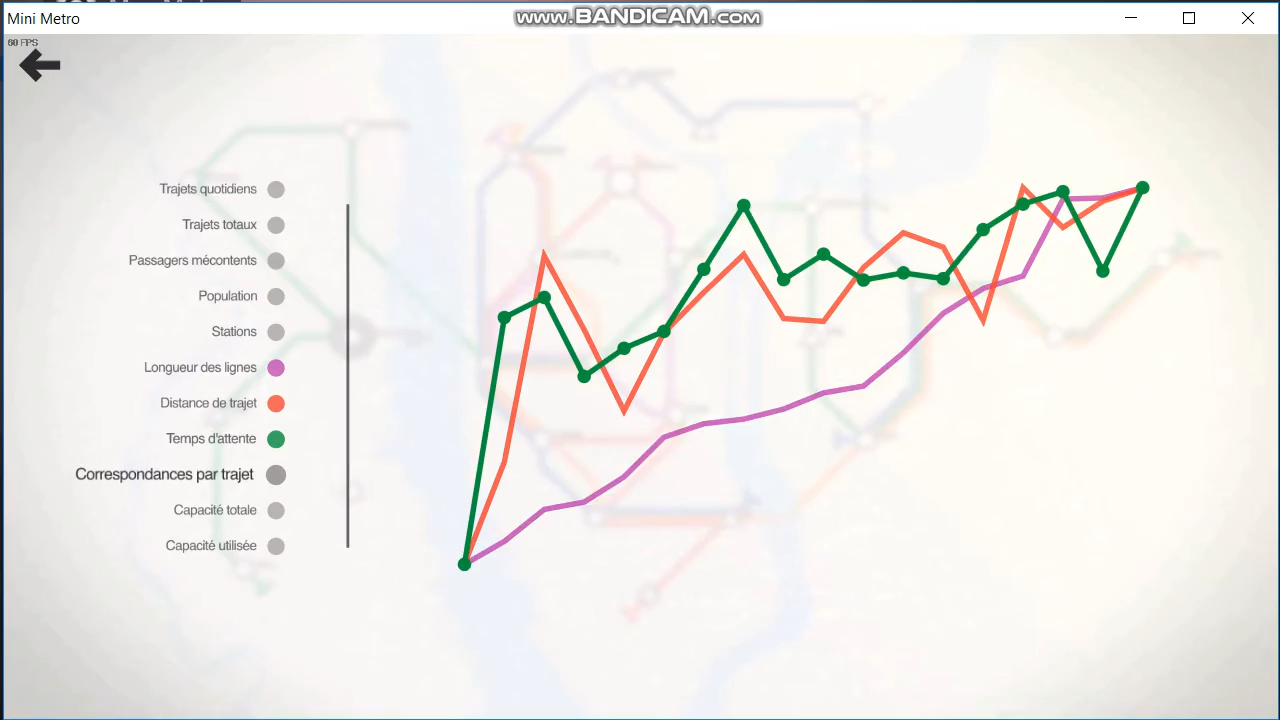 Mini Metro
www.BANDICAM.com
60 FPS
Trajets quotidiens
Trajets totaux
Passagers mécontents
Population
Stations
Longueur des lignes
Distance de trajet
Temps d'attente
Correspondances par trajet
Capacité totale
Capacité utilisée